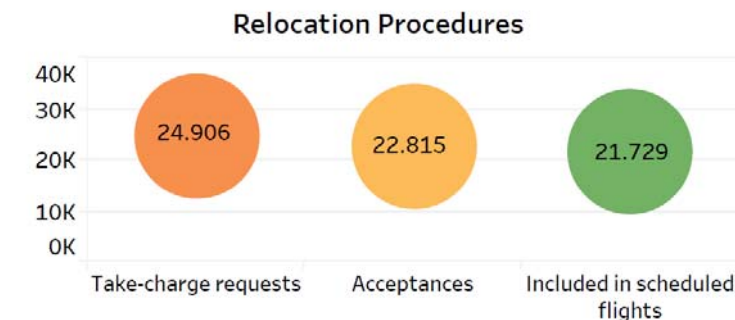 Relocation Procedures
40K
30K
20K
10K
0K
24.906
22.815
21.729
Take-charge requests
Acceptances
Included in scheduled
flights